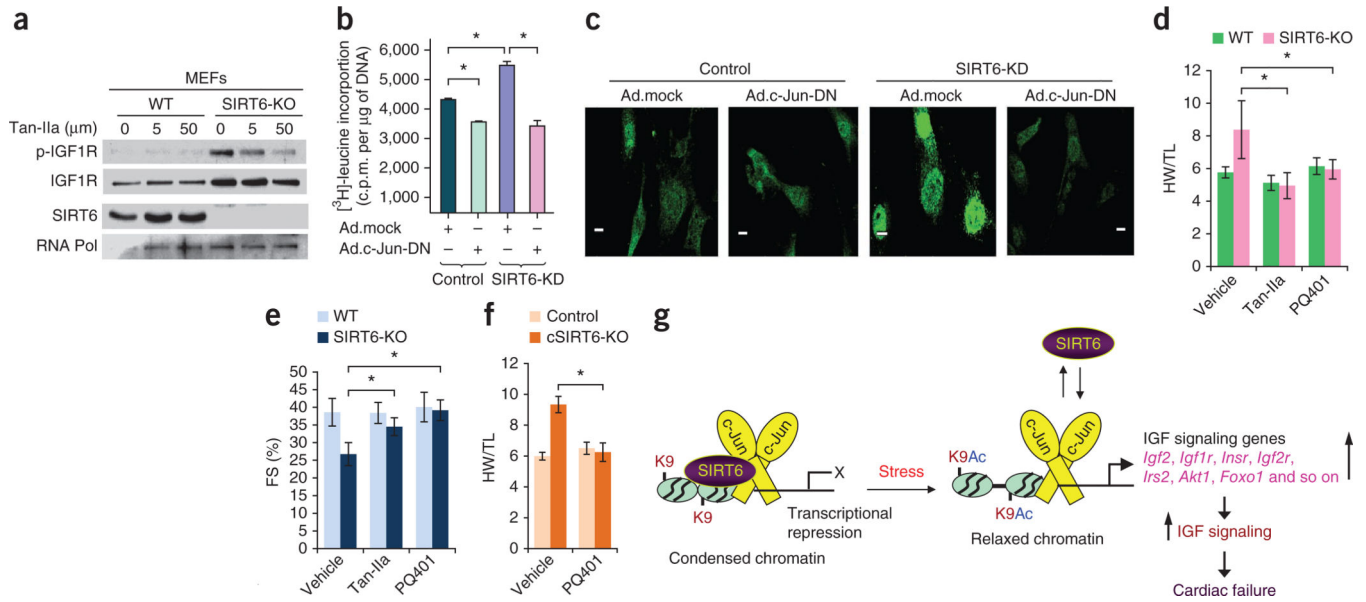 a
MEFs
WT SIRT6-KO
Tan-IIa (µm) 0 5 50 0 5 50
p-IGF1R
IGF1R
SIRT6
RNA Pol
b
[³H]-leucine incorportion
(c.p.m. per µg of DNA)
6,000
5,000
4,000
3,000
2,000
1,000
* * *
Ad.mock + – + –
Ad.c-Jun-DN – + – +
Control SIRT6-KD
c
Control SIRT6-KD
Ad.mock Ad.c-Jun-DN Ad.mock Ad.c-Jun-DN
d
WT SIRT6-KO
HW/TL
12
10
8
6
4
2
0
* *
Vehicle Tan-IIa PQ401
e
WT
SIRT6-KO
FS (%)
45
40
35
30
25
20
15
10
5
0
* *
Vehicle Tan-IIa PQ401
f
Control
cSIRT6-KO
HW/TL
12
10
8
6
4
2
0
*
Vehicle PQ401
g
SIRT6
c-Jun c-Jun
SIRT6
K9
K9
X
Transcriptional
repression
Condensed chromatin
Stress
c-Jun c-Jun
K9Ac
K9Ac
Relaxed chromatin
IGF signaling genes
Igf2, Igf1r, Insr, Igf2r,
Irs2, Akt1, Foxo1 and so on
IGF signaling
Cardiac failure